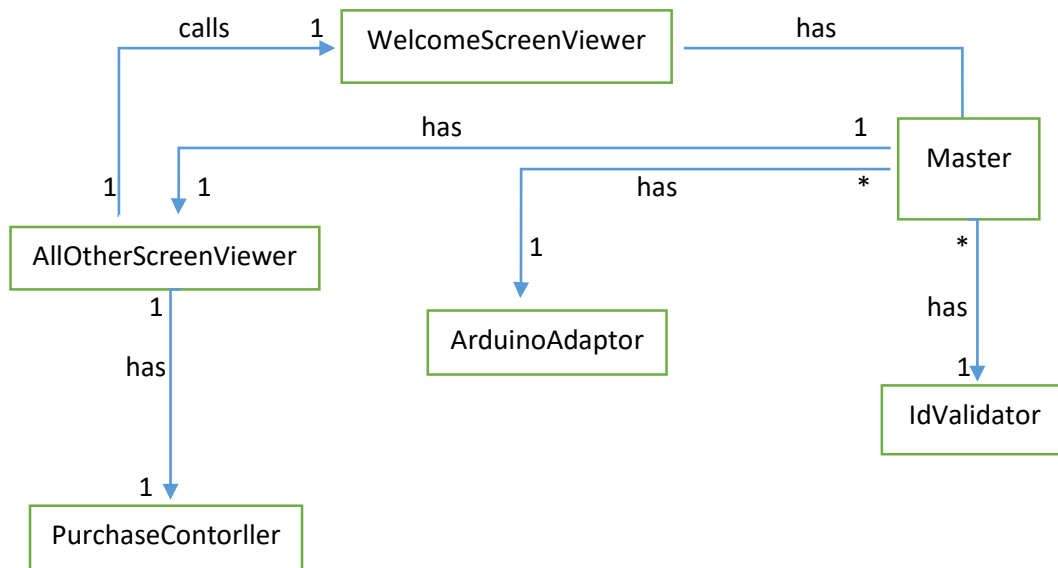 calls
1
WelcomeScreenViewer
has
has
1
Master
1
1
has
*
AllOtherScreenViewer
1
*
1
ArduinoAdaptor
has
has
1
IdValidator
1
PurchaseContorller